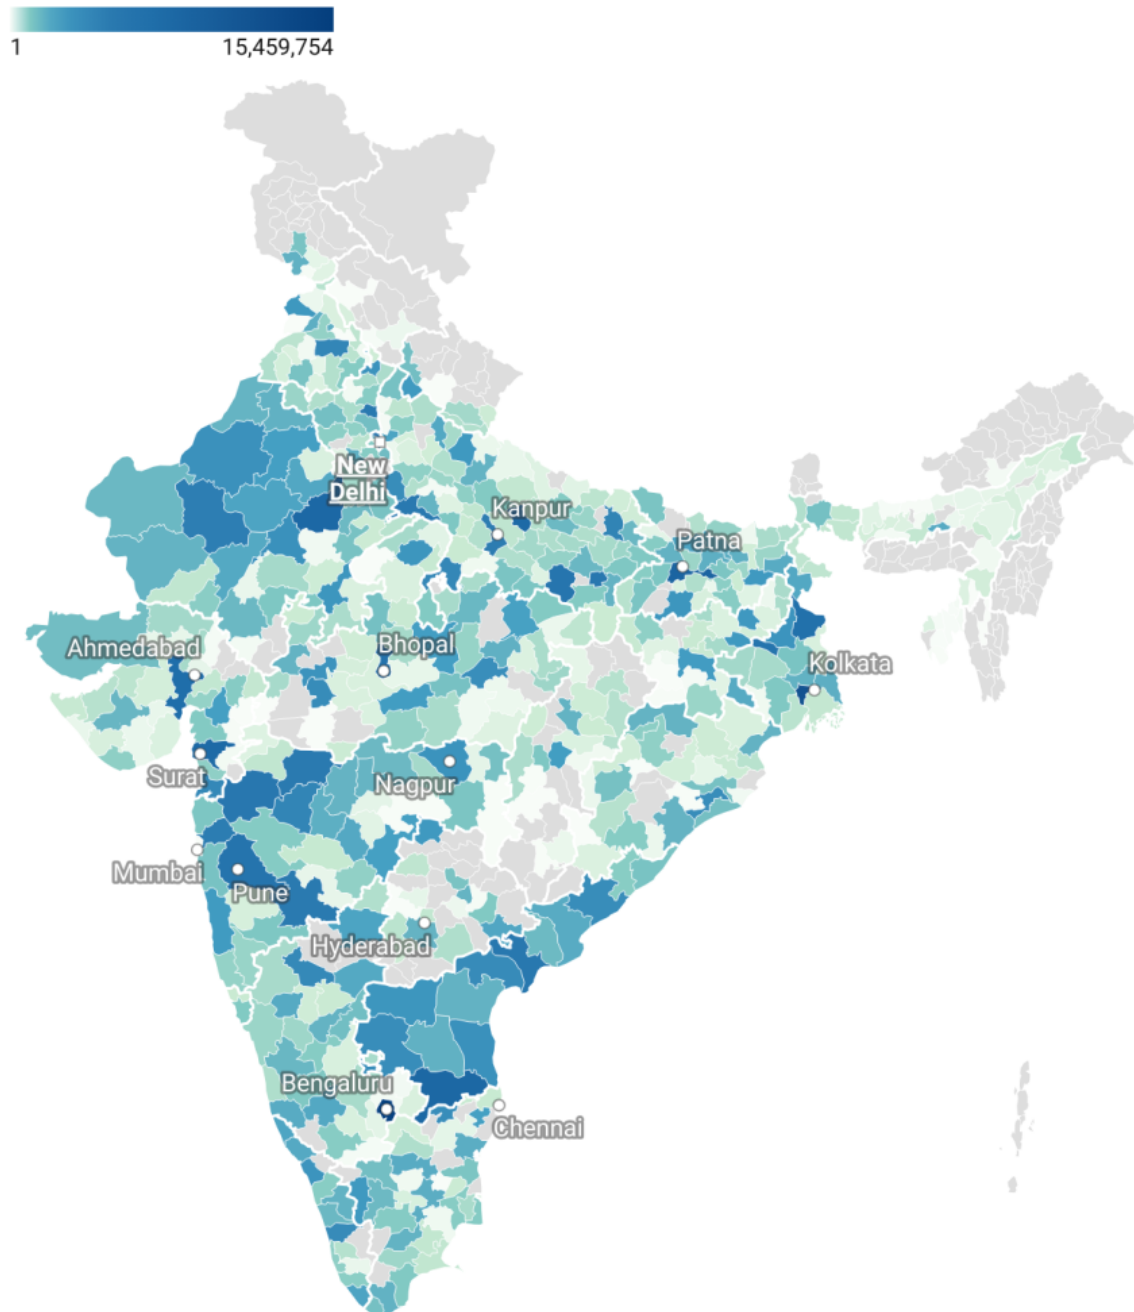 1 15,459,754
New
Delhi
Kanpur
Patna
Ahmedabad
Bhopal
Kolkata
Surat
Nagpur
Mumbai
Pune
Hyderabad
Bengaluru
Chennai